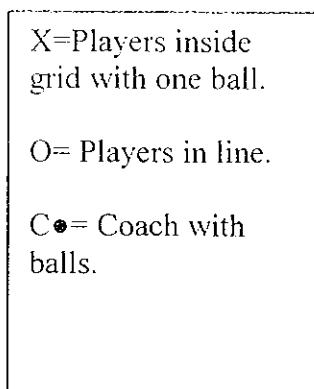 X=Players inside
grid with one ball.
O= Players in line.
C●= Coach with
balls.